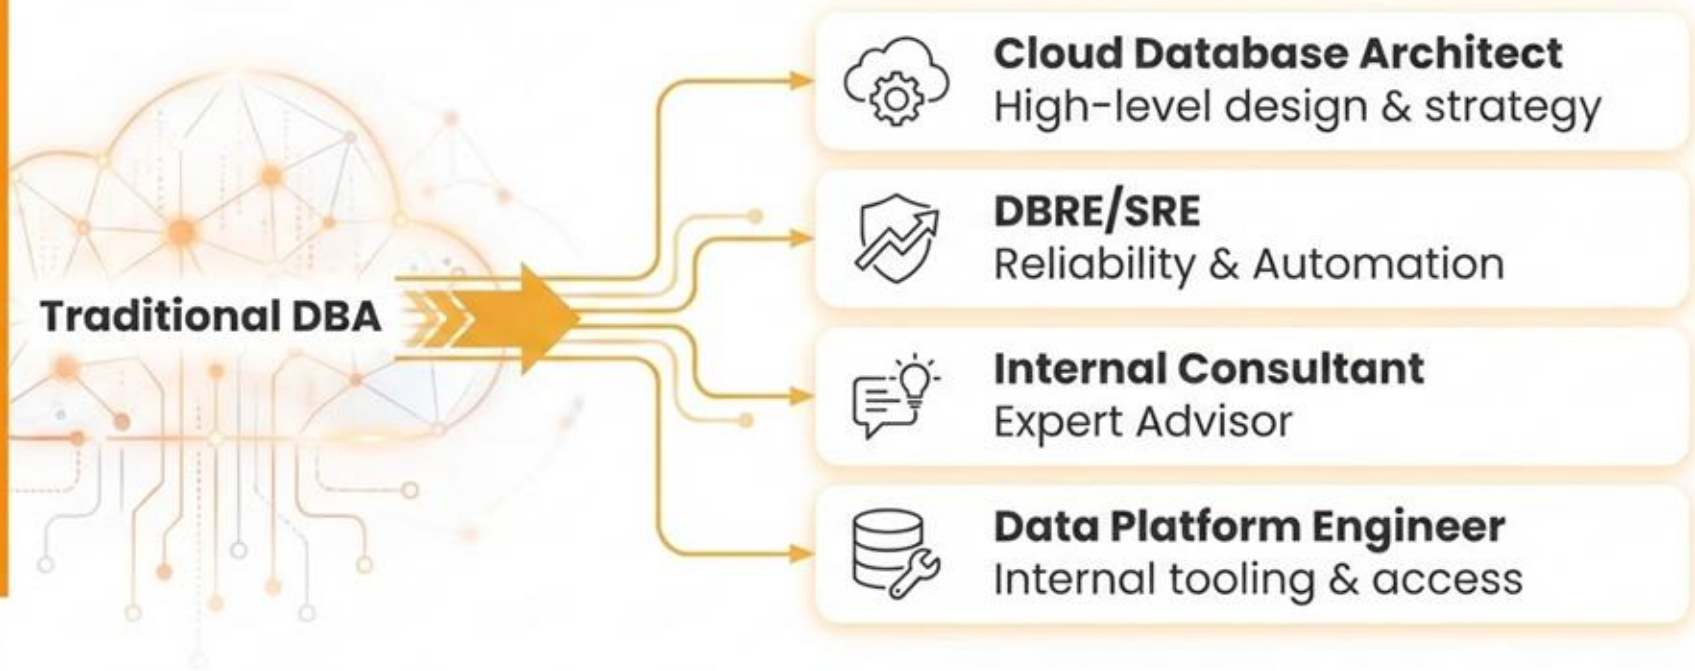 Traditional DBA
Cloud Database Architect
High-level design & strategy
DBRE/SRE
Reliability & Automation
Internal Consultant
Expert Advisor
Data Platform Engineer
Internal tooling & access